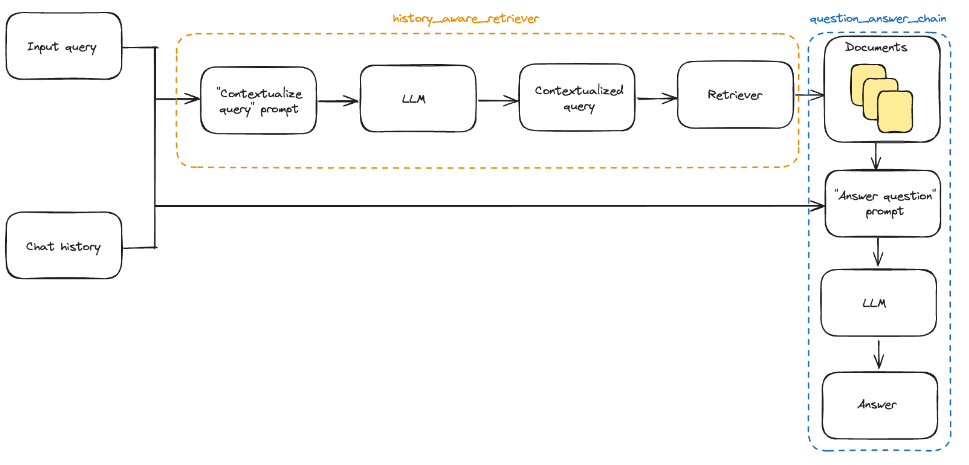 history_aware_retriever
question_answer_chain
Input query
Documents
"Contextualize
query" prompt
LLM
Contextualized
query
Retriever
"Answer question"
prompt
Chat history
LLM
Answer